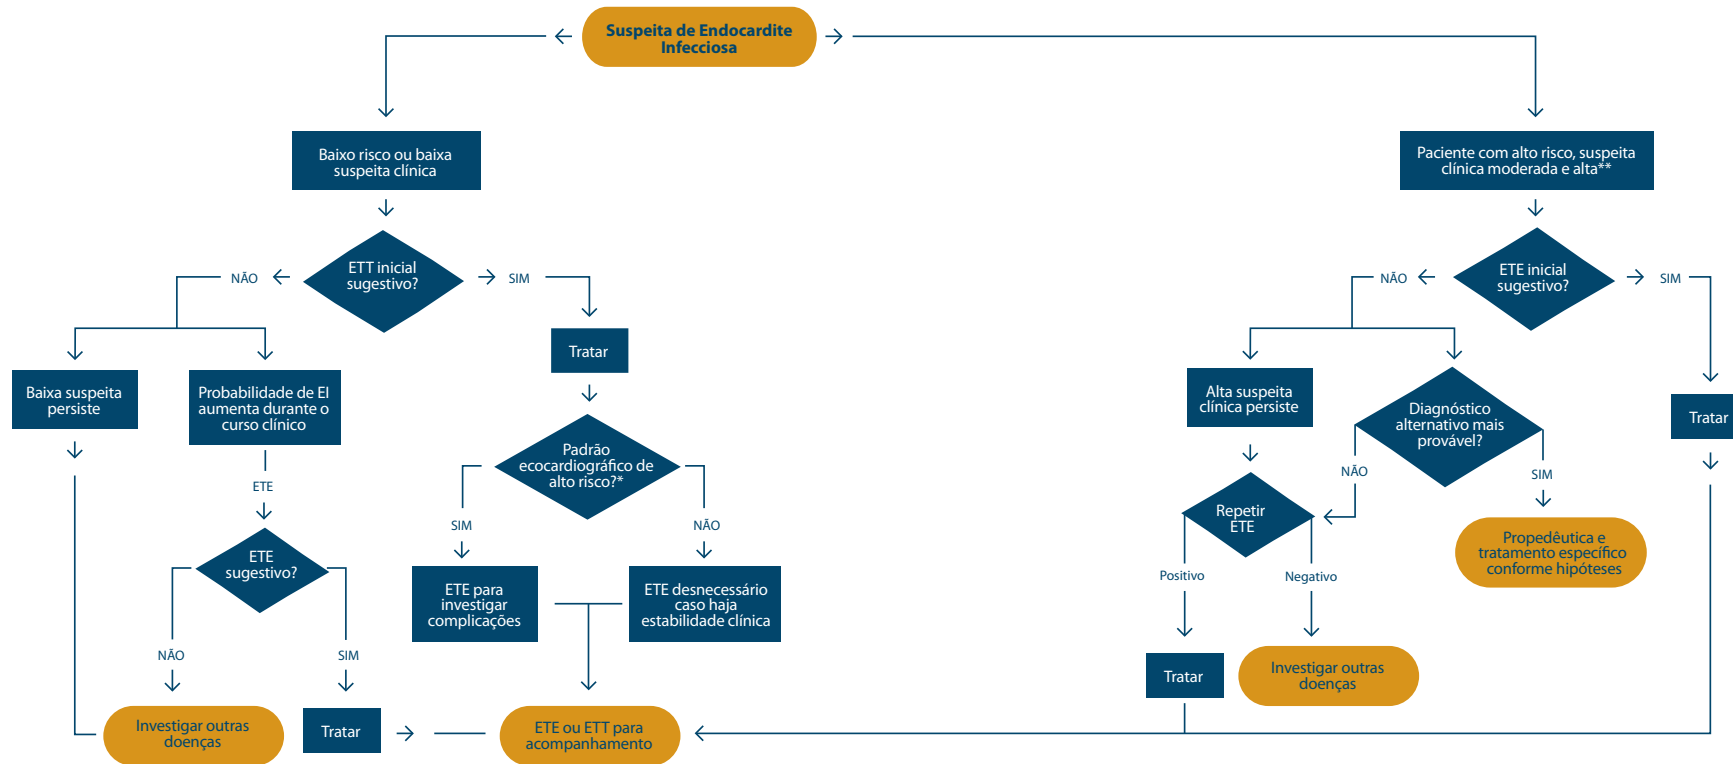 Suspeita de Endocardite
Infecciosa
Baixo risco ou baixa
suspeita clínica
Paciente com alto risco, suspeita
clínica moderada e alta**
ETT inicial
sugestivo?
NÃO
SIM
ETE inicial
sugestivo?
NÃO
SIM
Baixa suspeita
persiste
Probabilidade de EI
aumenta durante o
curso clínico
Tratar
Alta suspeita
clínica persiste
Diagnóstico
alternativo mais
provável?
Tratar
ETE
Padrão
ecocardiográfico de
alto risco?*
SIM
NÃO
NÃO
SIM
Repetir
ETE
Propedêutica e
tratamento específico
conforme hipóteses
ETE
sugestivo?
ETE para
investigar
complicações
ETE desnecessário
caso haja
estabilidade clínica
Positivo
Negativo
NÃO
SIM
Tratar
Investigar outras
doenças
Investigar outras
doenças
Tratar
ETE ou ETT para
acompanhamento